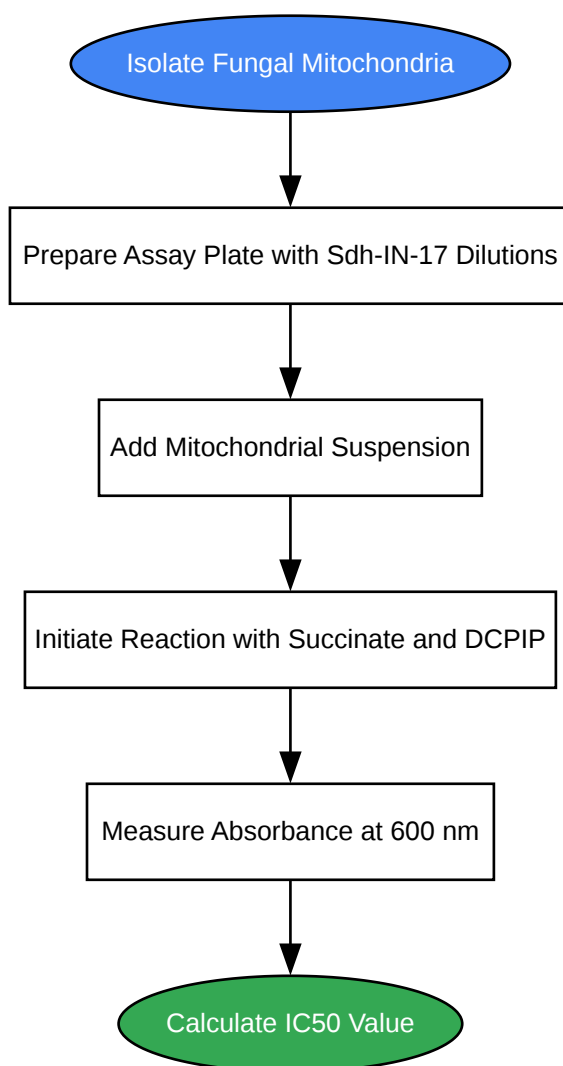 Isolate Fungal Mitochondria
Prepare Assay Plate with Sdh-IN-17 Dilutions
Add Mitochondrial Suspension
Initiate Reaction with Succinate and DCPIP
Measure Absorbance at 600 nm
Calculate IC50 Value